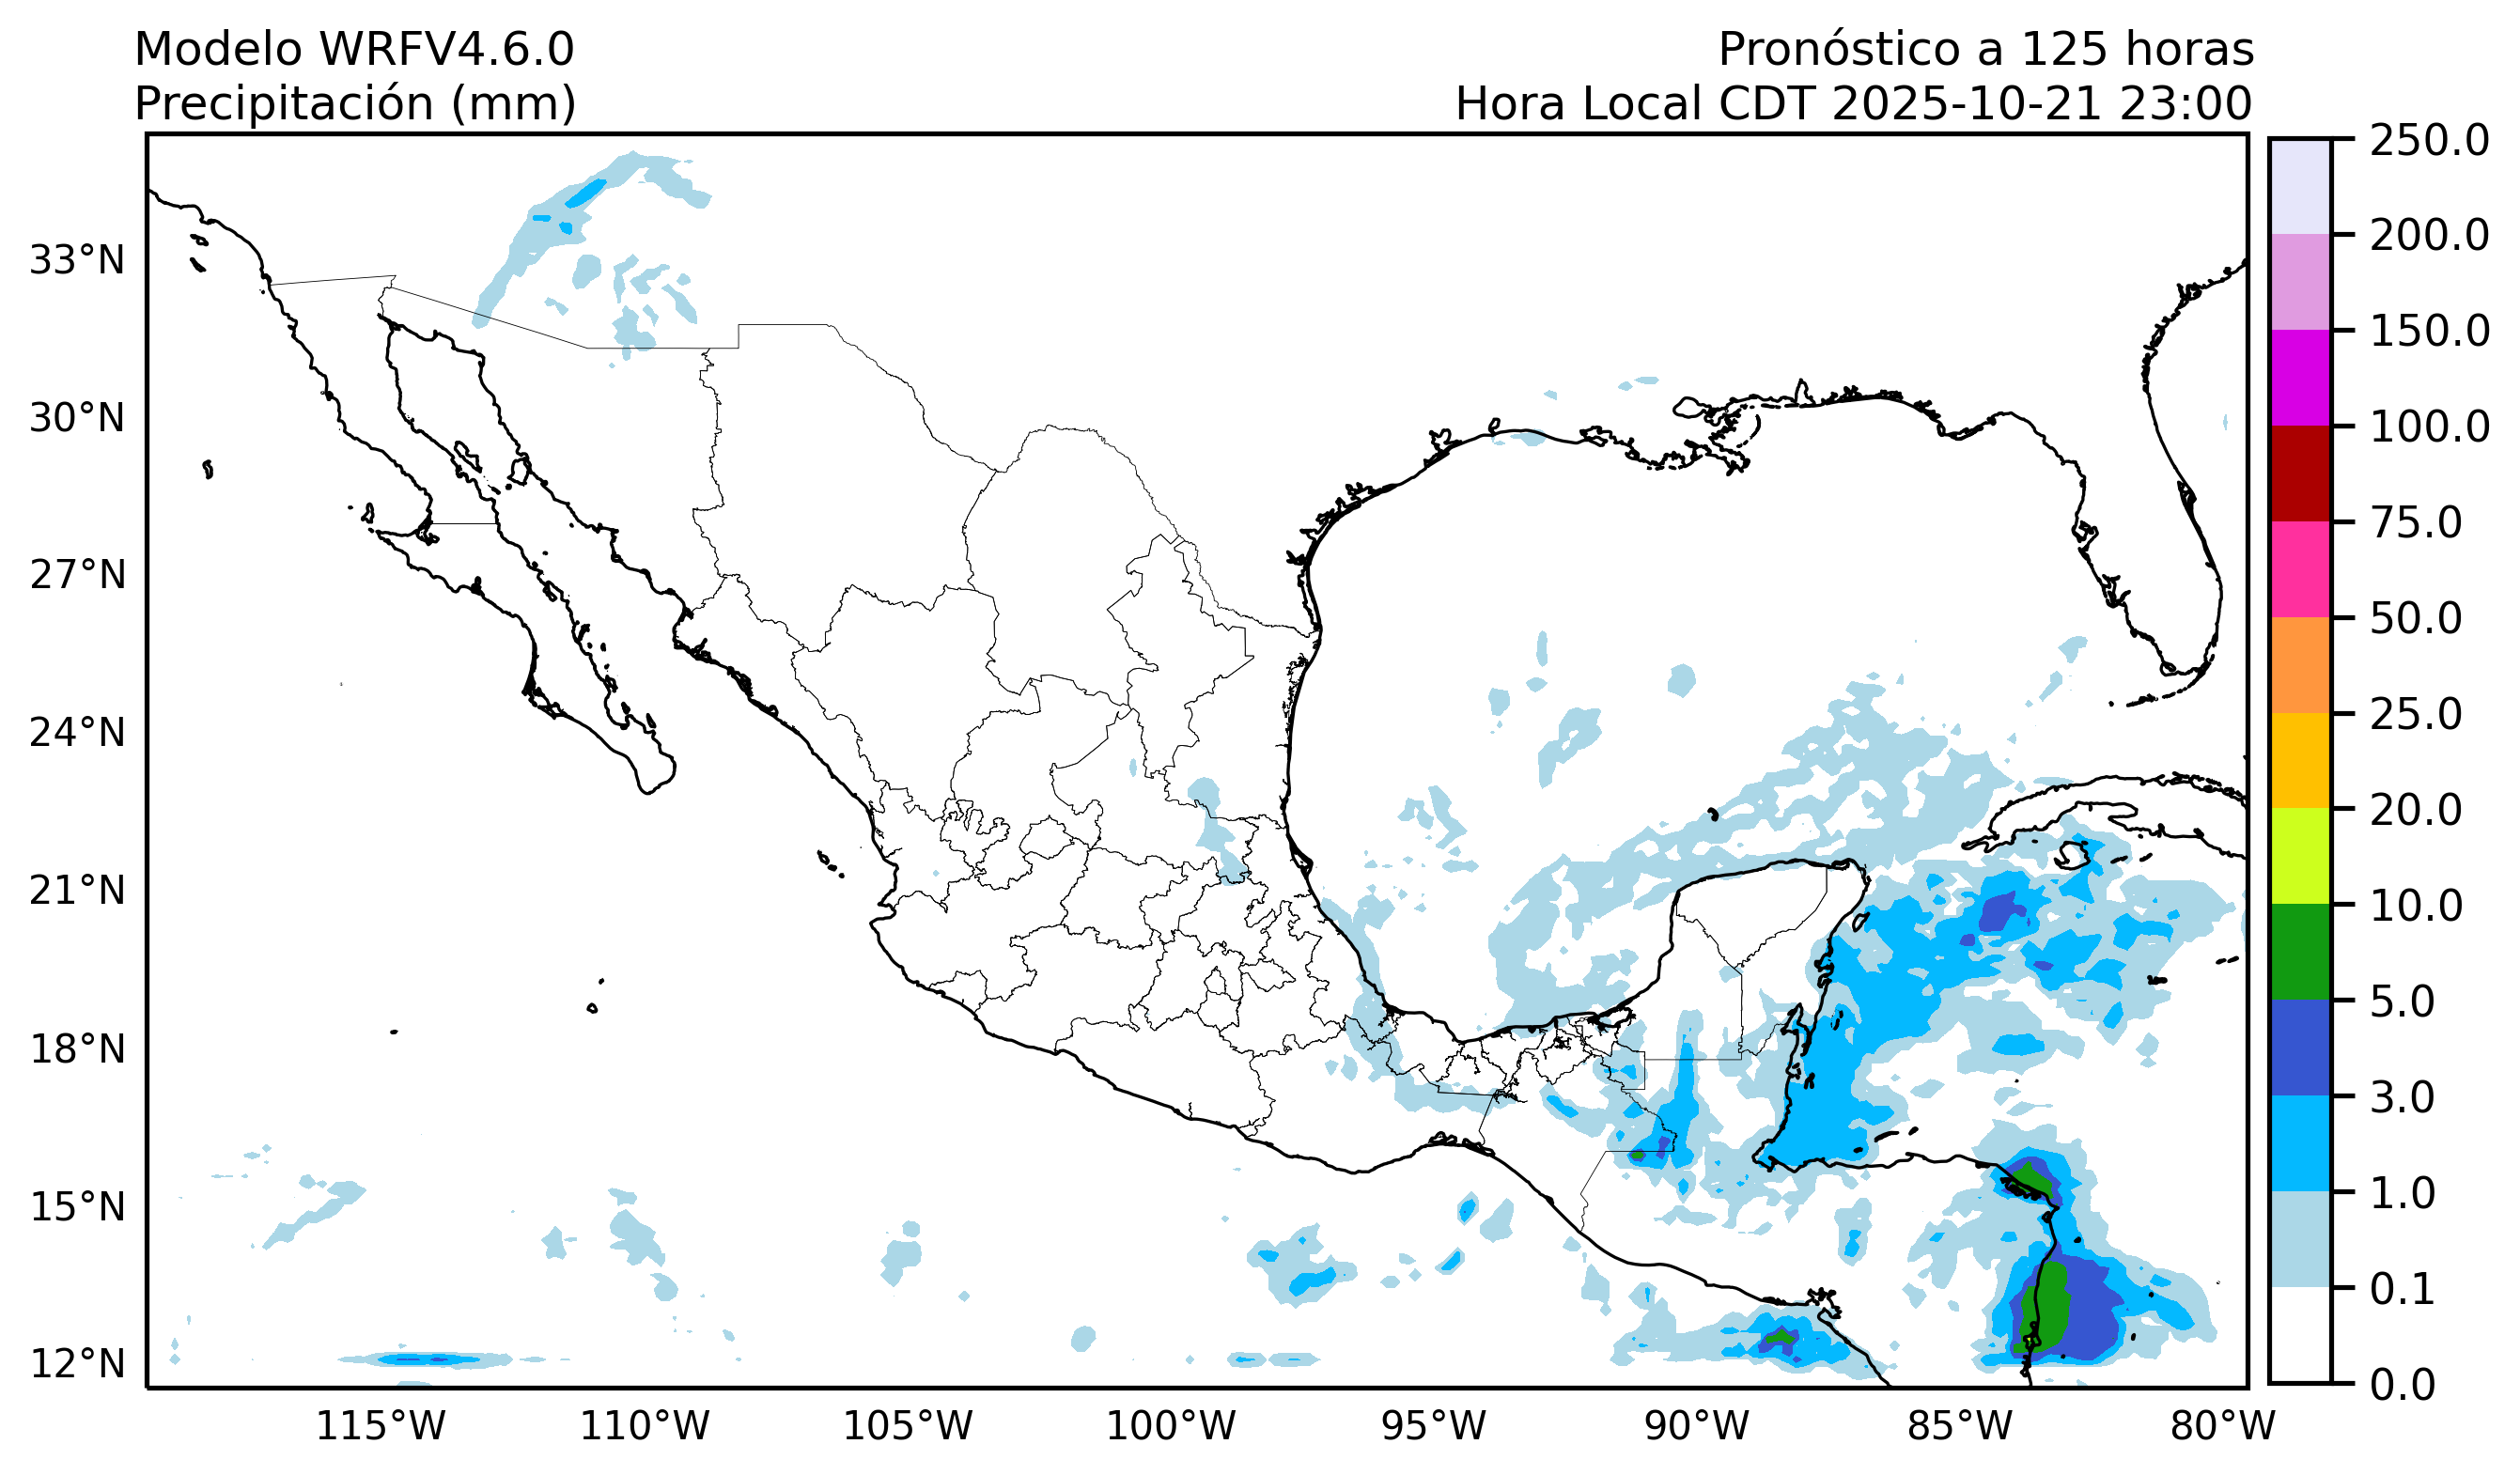 Modelo WRFV4.6.0
Precipitación (mm)
Pronóstico a 125 horas
Hora Local CDT 2025-10-21 23:00
33°N
30°N
27°N
24°N
21°N
18°N
15°N
12°N
115°W
110°W
105°W
100°W
95°W
90°W
85°W
80°W
250.0
200.0
150.0
100.0
75.0
50.0
25.0
20.0
10.0
5.0
3.0
1.0
0.1
0.0